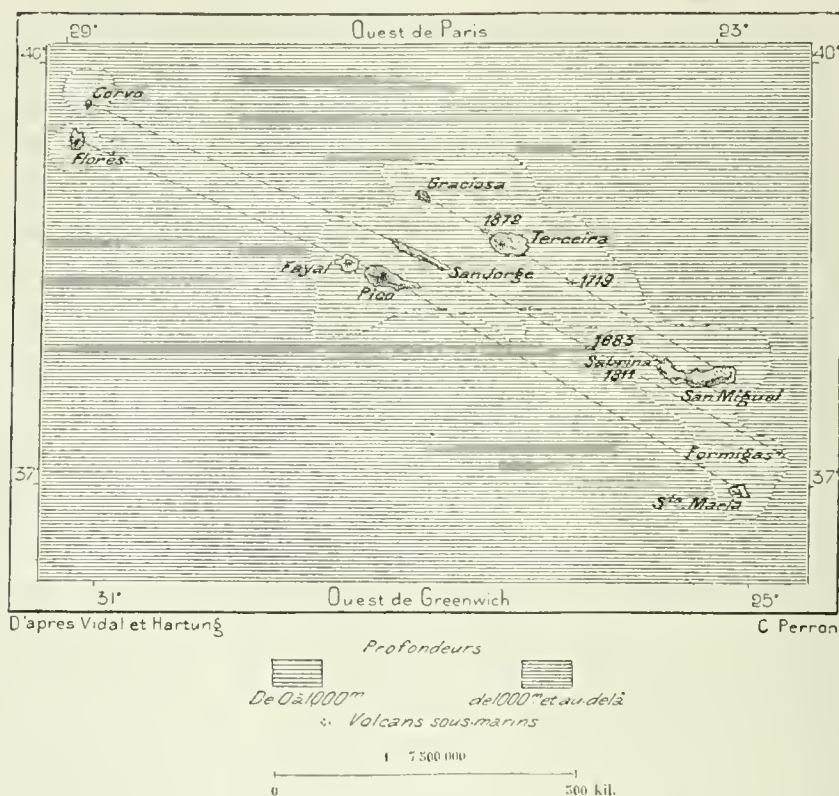 29° Ouest de Paris 23°
40° 40°
Corvo
Florès
Graciosa
1872
Terceira
Fayal
San Jorge
Pico
1719
1683
Sabrina
1811
San Miguel
Formigas
37° 37°
Sta. Maria
31° Ouest de Greenwich 25°
D'apres Vidal et Hartung C Perron
Profondeurs
De 0 à 1000m de 1000m et au-delà
Volcans sous-marins
1 7.500.000
0 500 kil.